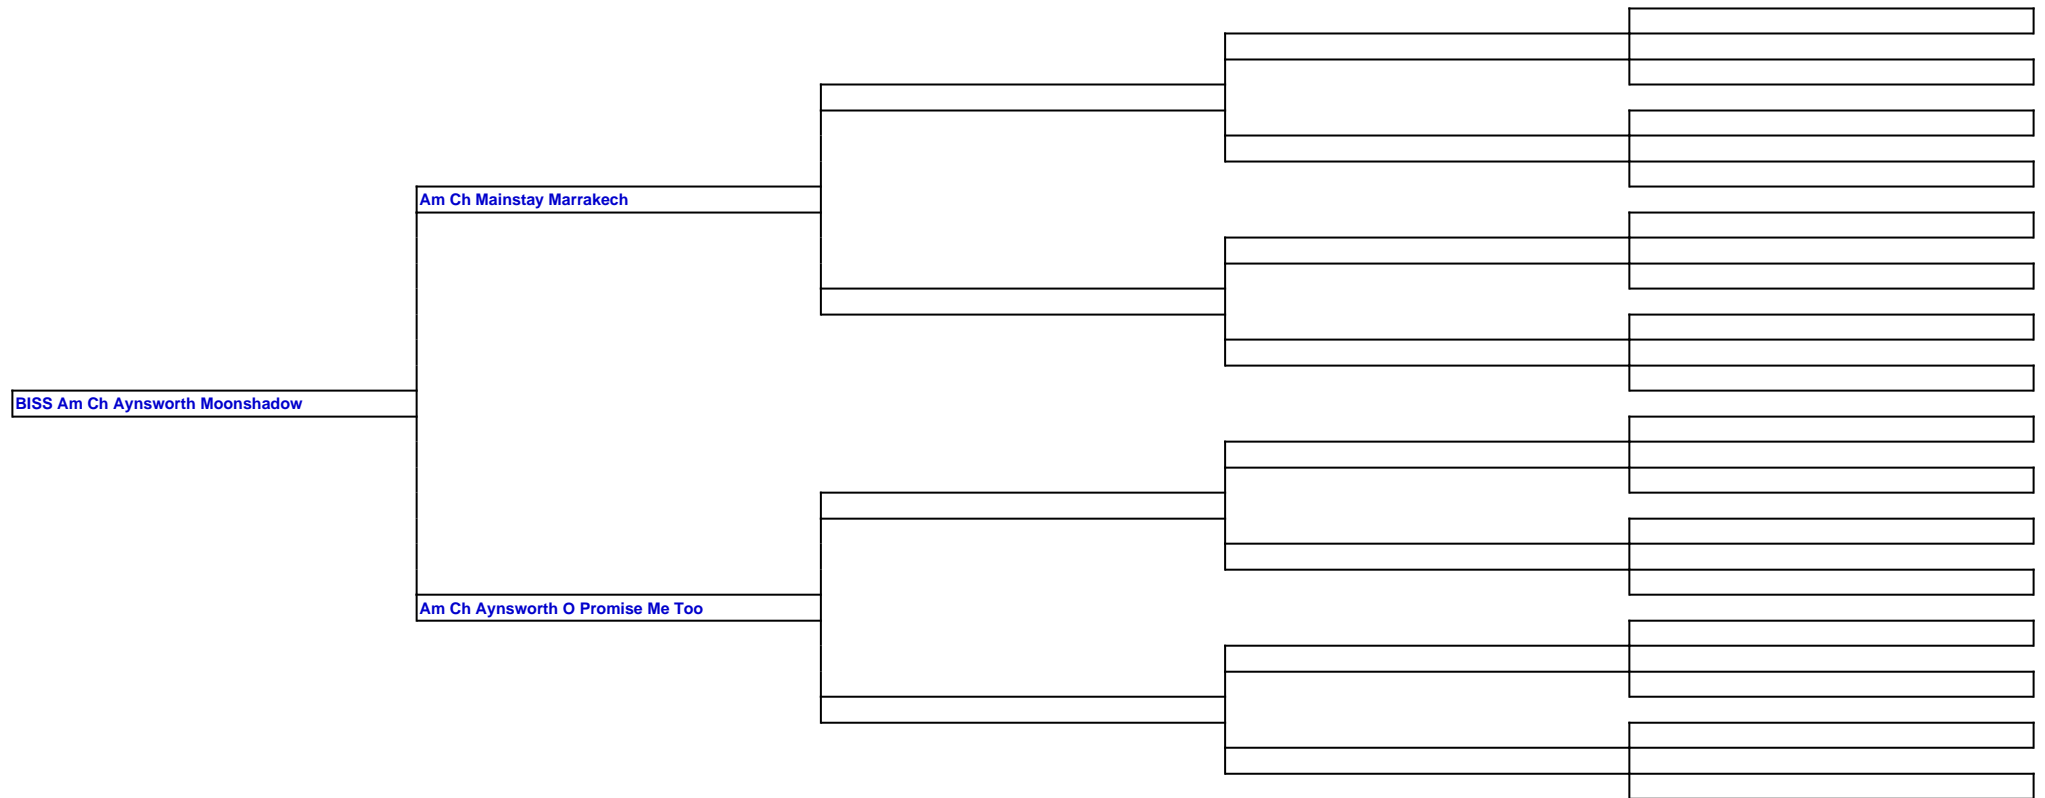 Am Ch Mainstay Marrakech
BISS Am Ch Aynsworth Moonshadow
Am Ch Aynsworth O Promise Me Too